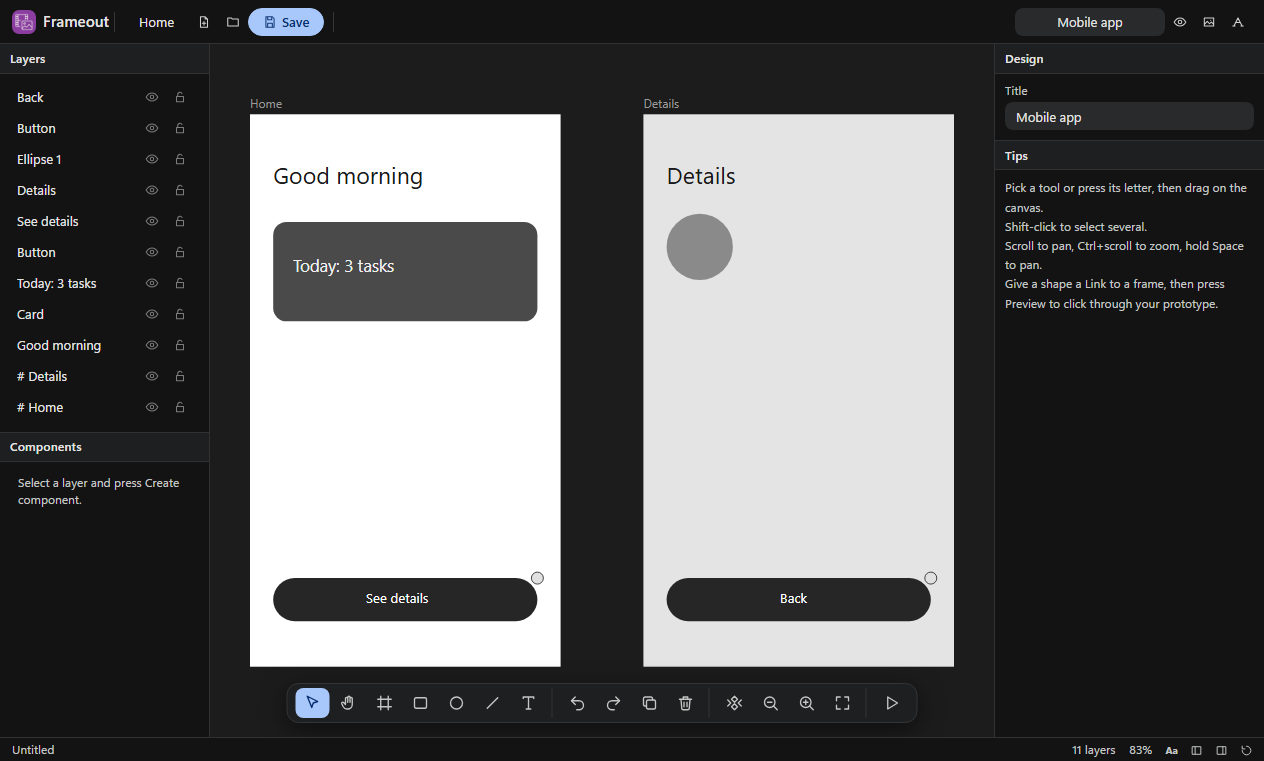 Frameout
Home
Save
Mobile app
Layers
Back
Button
Ellipse 1
Details
See details
Button
Today: 3 tasks
Card
Good morning
# Details
# Home
Components
Select a layer and press Create
component.
Home
Good morning
Today: 3 tasks
See details
Details
Details
Back
Design
Title
Mobile app
Tips
Pick a tool or press its letter, then drag on the
canvas.
Shift-click to select several.
Scroll to pan, Ctrl+scroll to zoom, hold Space
to pan.
Give a shape a Link to a frame, then press
Preview to click through your prototype.
Untitled
11 layers
83%
Aa